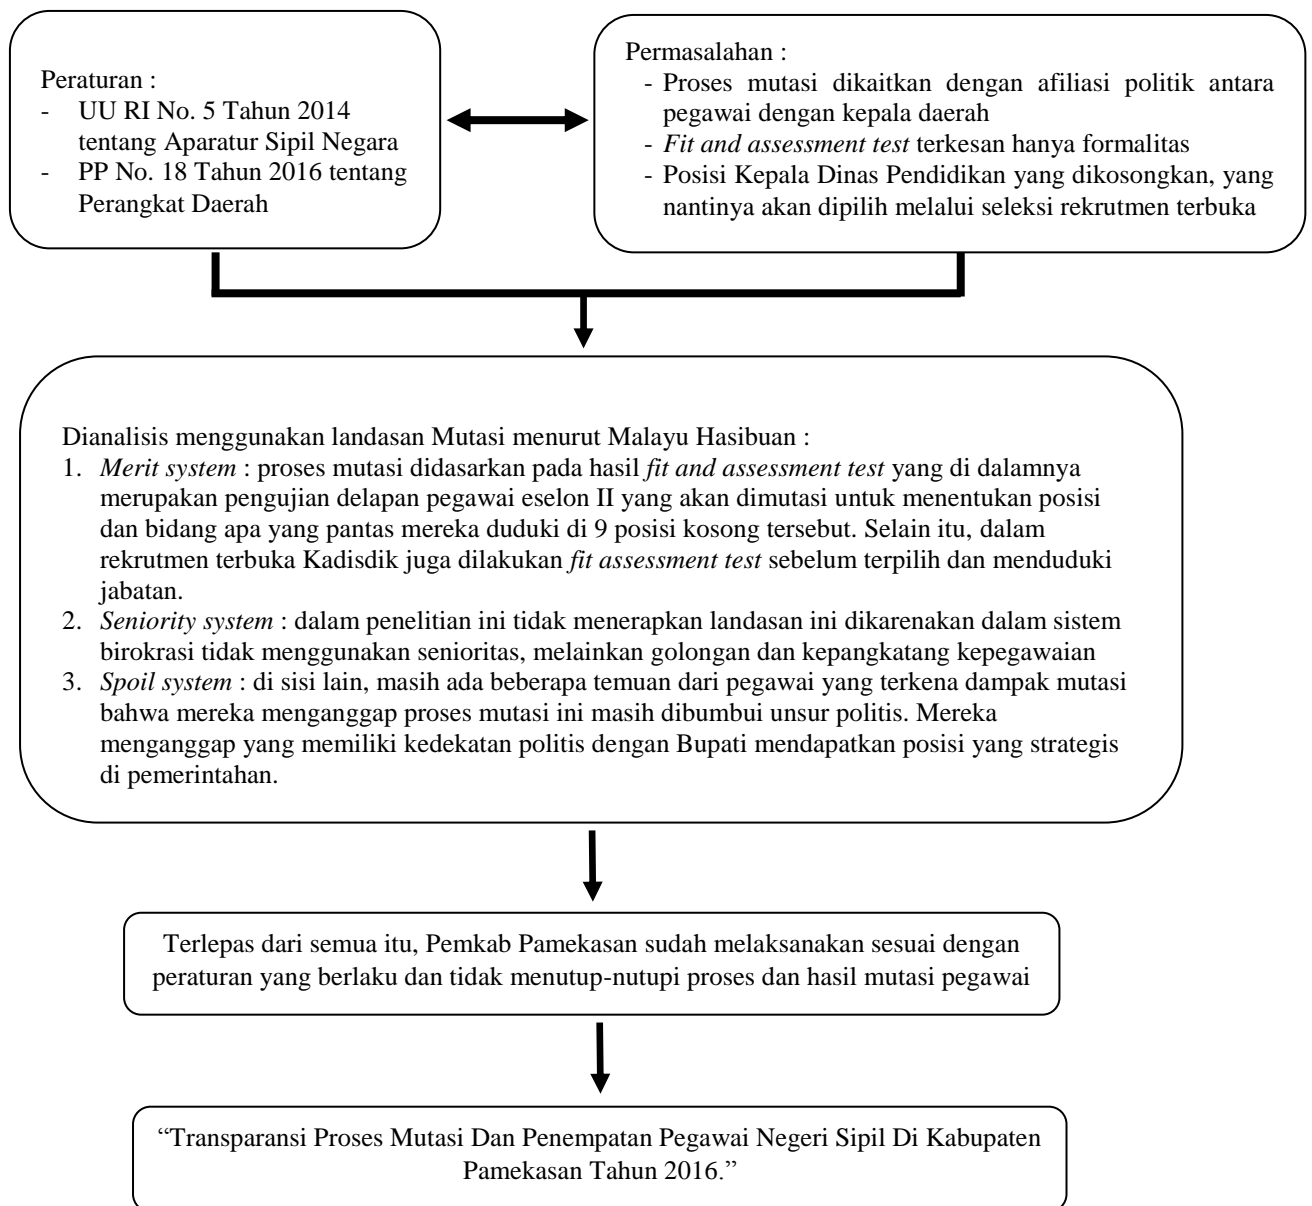 Peraturan :
- UU RI No. 5 Tahun 2014
tentang Aparatur Sipil Negara
- PP No. 18 Tahun 2016 tentang
Perangkat Daerah
Permasalahan :
- Proses mutasi dikaitkan dengan afiliasi politik antara
pegawai dengan kepala daerah
- Fit and assessment test terkesan hanya formalitas
- Posisi Kepala Dinas Pendidikan yang dikosongkan, yang
nantinya akan dipilih melalui seleksi rekrutmen terbuka
Dianalisis menggunakan landasan Mutasi menurut Malayu Hasibuan :
1. Merit system : proses mutasi didasarkan pada hasil fit and assessment test yang di dalamnya
merupakan pengujian delapan pegawai eselon II yang akan dimutasi untuk menentukan posisi
dan bidang apa yang pantas mereka duduki di 9 posisi kosong tersebut. Selain itu, dalam
rekrutmen terbuka Kadisdik juga dilakukan fit assessment test sebelum terpilih dan menduduki
jabatan.
2. Seniority system : dalam penelitian ini tidak menerapkan landasan ini dikarenakan dalam sistem
birokrasi tidak menggunakan senioritas, melainkan golongan dan kepangkatang kepegawaian
3. Spoil system : di sisi lain, masih ada beberapa temuan dari pegawai yang terkena dampak mutasi
bahwa mereka menganggap proses mutasi ini masih dibumbui unsur politis. Mereka
menganggap yang memiliki kedekatan politis dengan Bupati mendapatkan posisi yang strategis
di pemerintahan.
Terlepas dari semua itu, Pemkab Pamekasan sudah melaksanakan sesuai dengan
peraturan yang berlaku dan tidak menutup-nutupi proses dan hasil mutasi pegawai
“Transparansi Proses Mutasi Dan Penempatan Pegawai Negeri Sipil Di Kabupaten
Pamekasan Tahun 2016.”